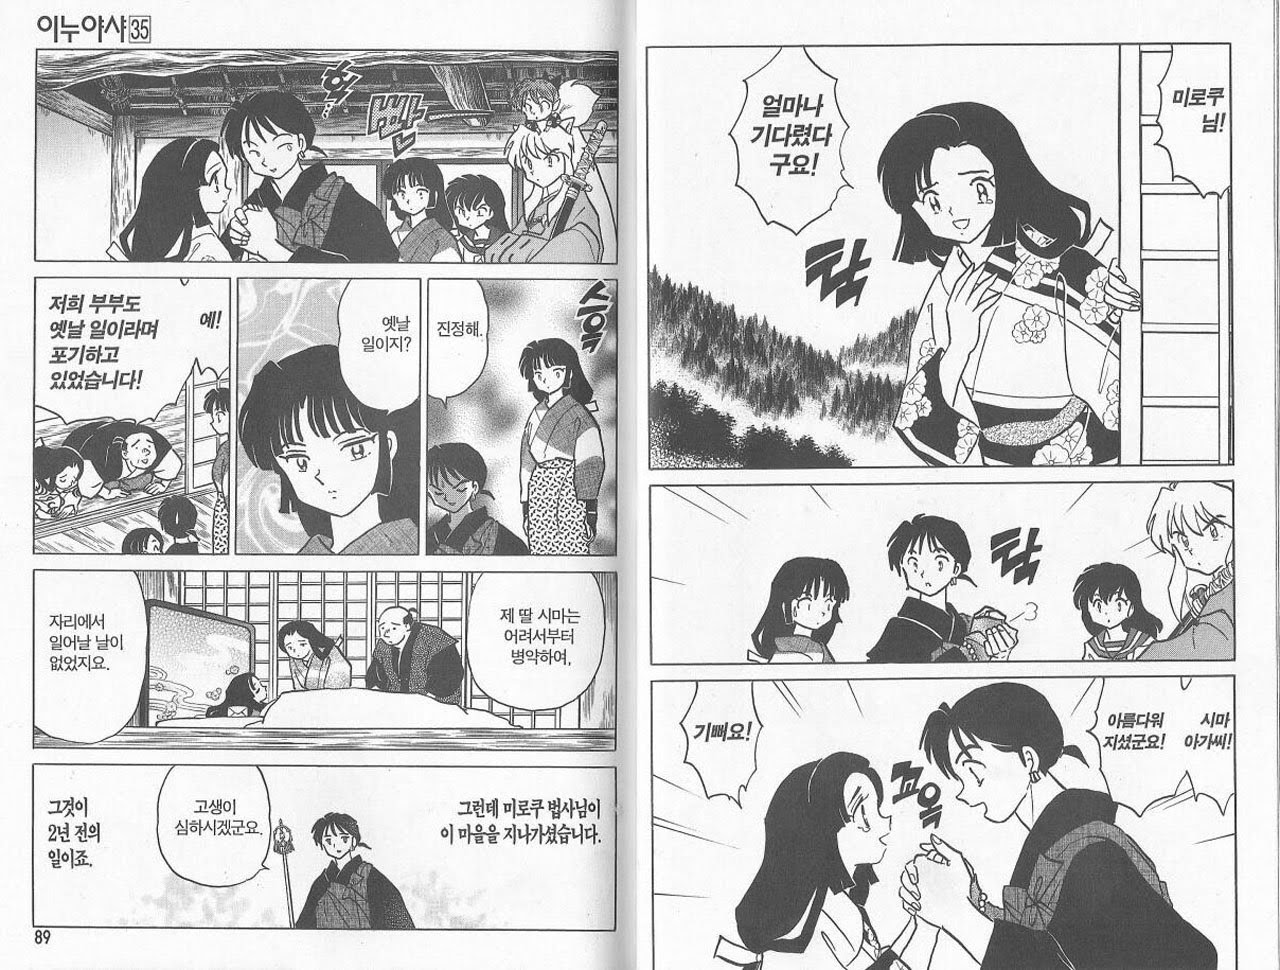 이누야샤 35
미로쿠
님!
얼마나
기다렸다
구요!
탁
탁
시마
아가씨!
아름다워
지셨군요!
기뻐요!
꼬옥
호
뻔
진정해.
옛날
일이지?
예!
저희 부부도
옛날 일이라며
포기하고
있었습니다!
제 딸 시마는
어려서부터
병약하여,
자리에서
일어날 날이
없었지요.
그런데 미로쿠 법사님이
이 마을을 지나가셨습니다.
고생이
심하시겠군요.
그것이
2년 전의
일이죠.
89